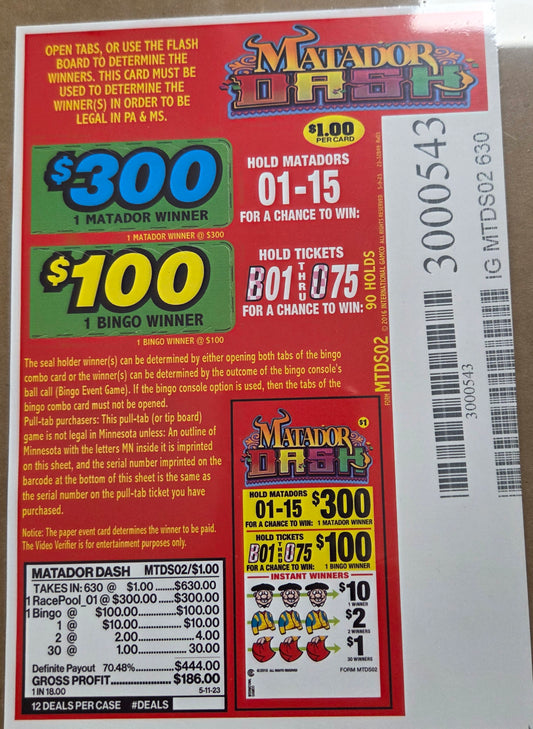 OPEN TABS, OR USE THE FLASH
BOARD TO DETERMINE THE
WINNERS. THIS CARD MUST BE
USED TO DETERMINE THE
WINNER(S) IN ORDER TO BE
LEGAL IN PA & MS.
MATADOR
DASH
$1.00
PER CARD
$300
1 MATADOR WINNER
1 MATADOR WINNER @ $300
HOLD MATADORS
01-15
FOR A CHANCE TO WIN:
$100
1 BINGO WINNER
1 BINGO WINNER @ $100
HOLD TICKETS
B01 THRU O75
FOR A CHANCE TO WIN:
90 HOLDS
FORM MTDS02 © 2016 INTERNATIONAL GAMCO ALL RIGHTS RESERVED
3000543
3000543
IG MTDS02 630
The seal holder winner(s) can be determined by either opening both tabs of the bingo
combo card or the winner(s) can be determined by the outcome of the bingo console's
ball call (Bingo Event Game). If the bingo console option is used, then the tabs of the
bingo combo card must not be opened.
Pull-tab purchasers: This pull-tab (or tip board)
game is not legal in Minnesota unless: An outline of
Minnesota with the letters MN inside it is imprinted
on this sheet, and the serial number imprinted on the
barcode at the bottom of this sheet is the same as
the serial number on the pull-tab ticket you have
purchased.
Notice: The paper event card determines the winner to be paid.
The Video Verifier is for entertainment purposes only.
MATADOR DASH MTDS02/$1.00
TAKES IN: 630 @ $1.00......$630.00
1 RacePool_01 @ $300.00.....$300.00
1 Bingo @ $100.00..............$100.00
1 @ $10.00................$10.00
2 @ 2.00....................4.00
30 @ 1.00..................30.00
Definite Payout 70.48%...............$444.00
GROSS PROFIT....................$186.00
1 IN 18.00 5-11-23
12 DEALS PER CASE #DEALS
MATADOR
DASH
$1
HOLD MATADORS
01-15
FOR A CHANCE TO WIN:
$300
1 MATADOR WINNER
HOLD TICKETS
B01 THRU O75
FOR A CHANCE TO WIN:
$100
1 BINGO WINNER
INSTANT WINNERS
$10
1 WINNER
$2
2 WINNERS
$1
30 WINNERS
FORM MTDS02